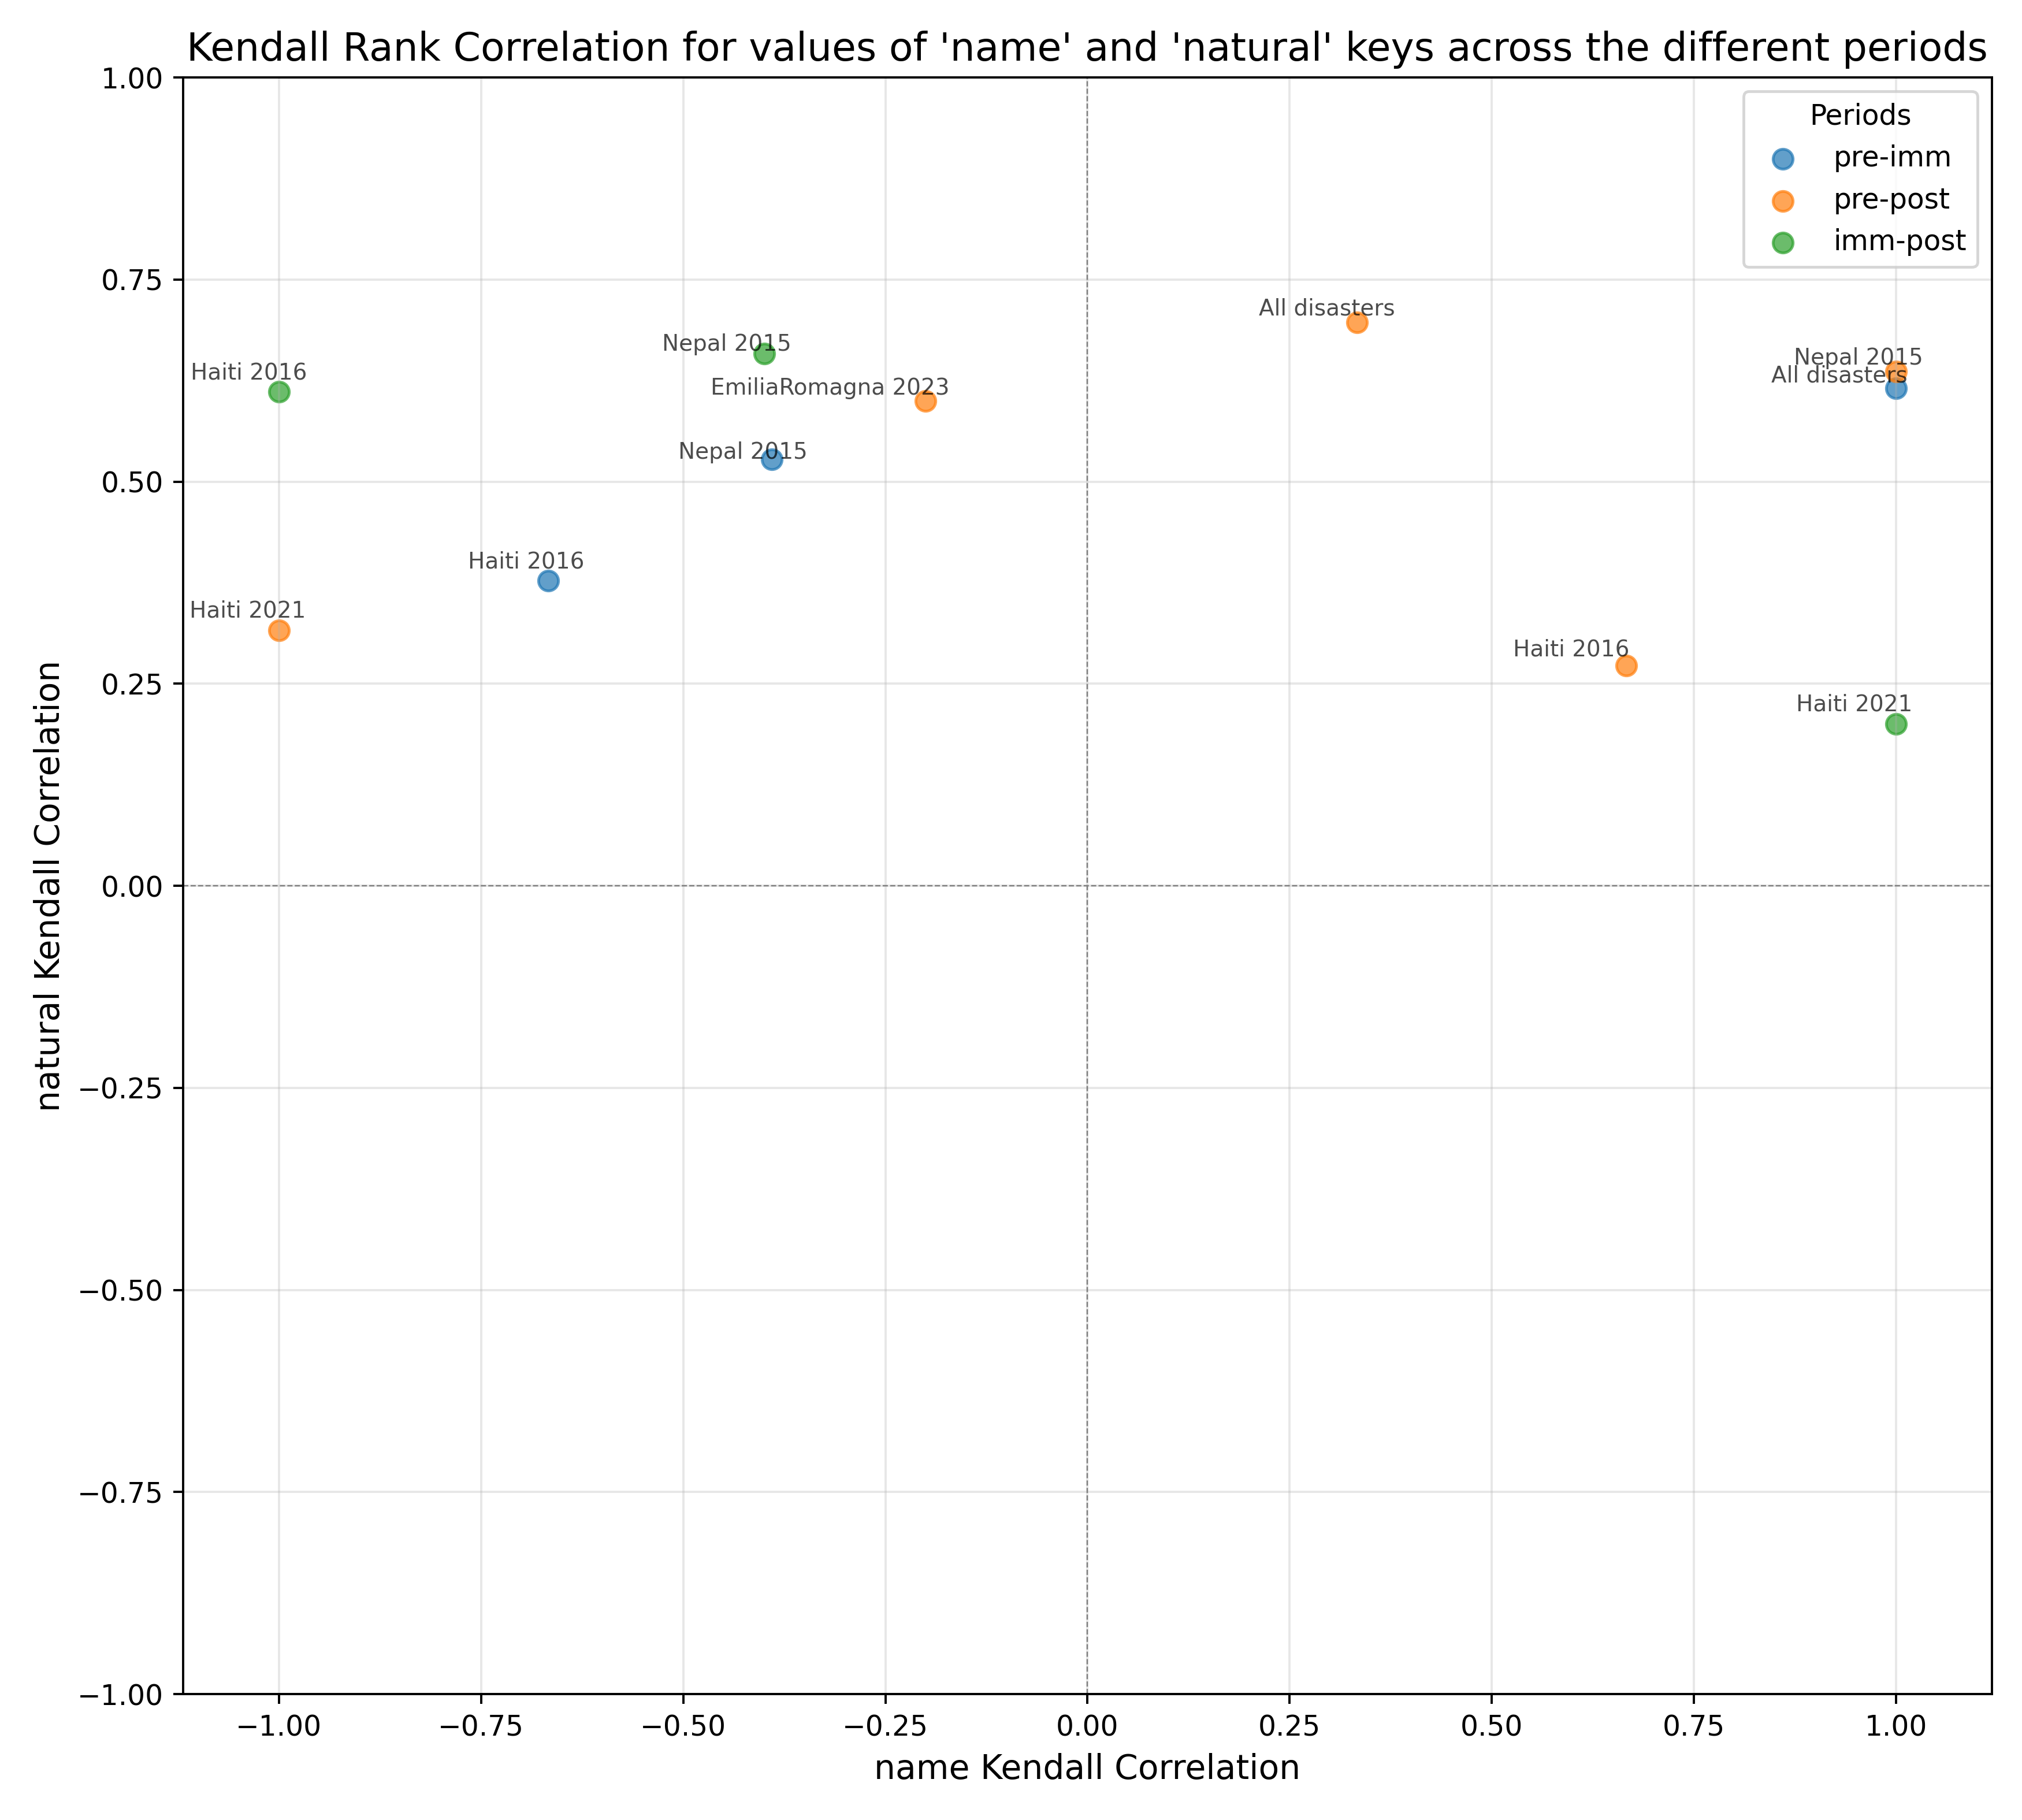 Kendall Rank Correlation for values of 'name' and 'natural' keys across the different periods
1.00
0.75
0.50
0.25
0.00
−0.25
−0.50
−0.75
−1.00
natural Kendall Correlation
Periods
pre-imm
pre-post
imm-post
All disasters
Nepal 2015
Nepal 2015
All disasters
Haiti 2016
EmiliaRomagna 2023
Nepal 2015
Haiti 2016
Haiti 2021
Haiti 2016
Haiti 2021
−1.00
−0.75
−0.50
−0.25
0.00
0.25
0.50
0.75
1.00
name Kendall Correlation